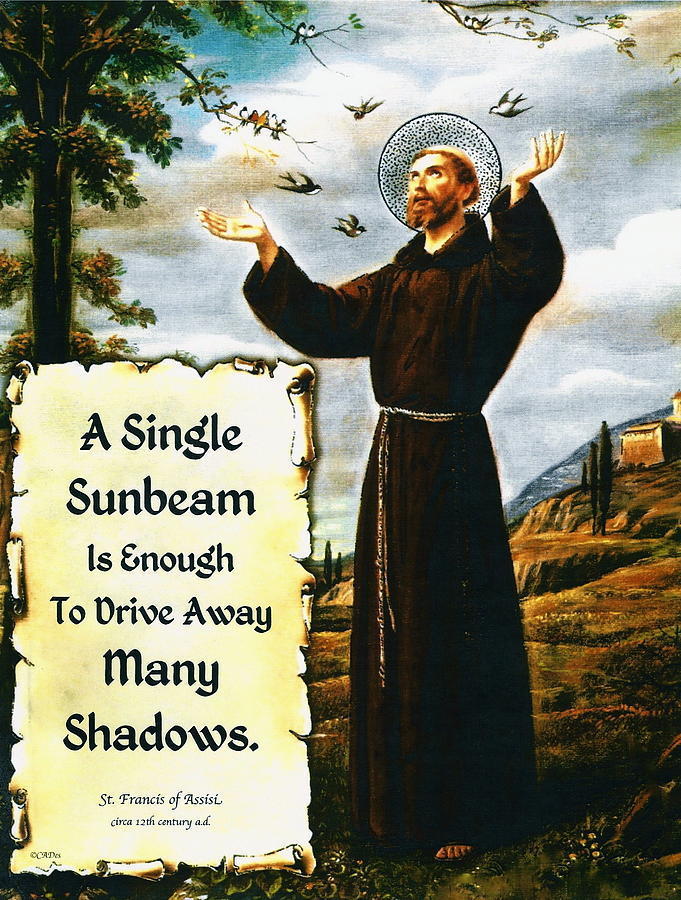 A Single
Sunbeam
Is Enough
To Drive Away
Many
Shadows.
St. Francis of Assisi
circa 12th century a.d.
©CADes